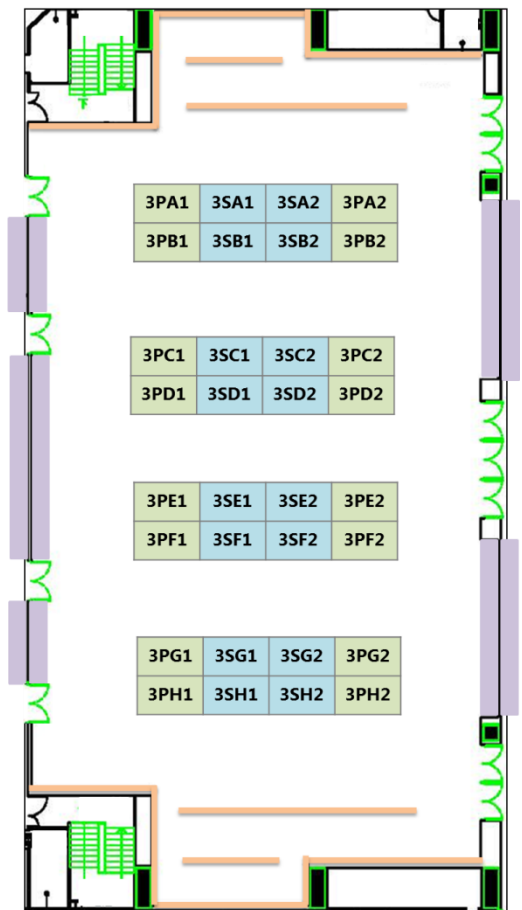 3PA1 3SA1 3SA2 3PA2
3PB1 3SB1 3SB2 3PB2
3PC1 3SC1 3SC2 3PC2
3PD1 3SD1 3SD2 3PD2
3PE1 3SE1 3SE2 3PE2
3PF1 3SF1 3SF2 3PF2
3PG1 3SG1 3SG2 3PG2
3PH1 3SH1 3SH2 3PH2